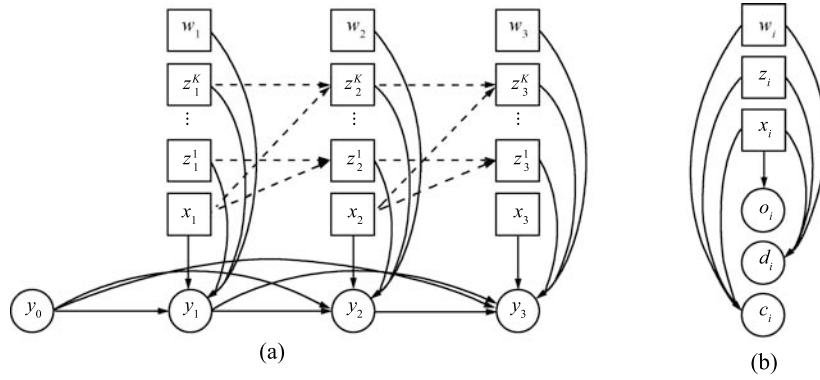 w₁ w₂ w₃ wᵢ
z₁ᴷ z₂ᴷ z₃ᴷ zᵢ
⋮ ⋮ ⋮
z₁¹ z₂¹ z₃¹ xᵢ
x₁ x₂ x₃ oᵢ
dᵢ
y₀ y₁ y₂ y₃ cᵢ
(a) (b)